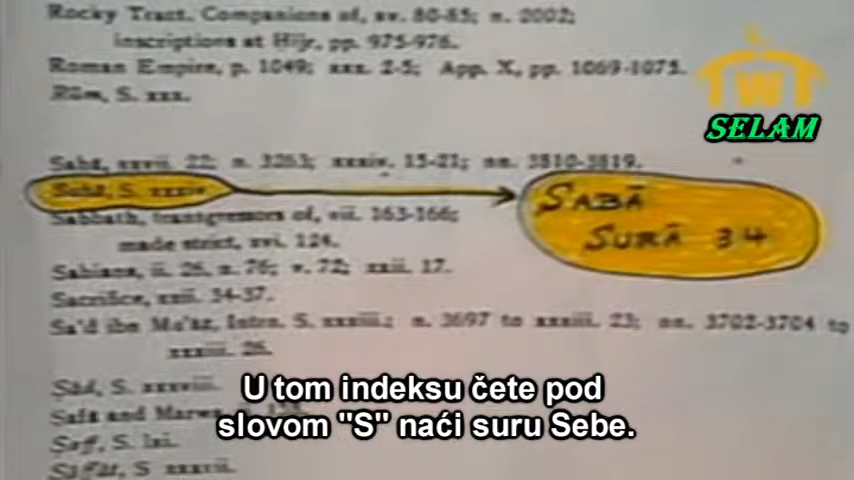 Rocky Tract, Companions of, xv. 80-85; n. 2002;
inscriptions at Hijr, pp. 975-976.
Roman Empire, p. 1049; xxx. 2-5; App. X, pp. 1069-1075.
Rūm, S. xxx.
W
SELAM
Sabā, xxvii. 22; n. 3263; xxxiv. 15-21; nn. 3810-3819.
Sabā, S. xxxiv
SABĀ
SURĀ 34
Sabbath, transgressors of, vii. 163-166;
made strict, xvi. 124.
Sabians, ii. 26, n. 76; v. 72; xxii. 17.
Sacrifice, xxii. 34-37.
Sa'd ibn Mo'āz, Intro. S. xxxiii.; n. 3697 to xxxiii. 23; nn. 3702-3704 to
xxxiii. 26.
Sād, S. xxxviii.
Safā and Marwa,
Saff, S. lxi.
Sāffāt, S xxxvii.
U tom indeksu čete pod
slovom "S" naći suru Sebe.